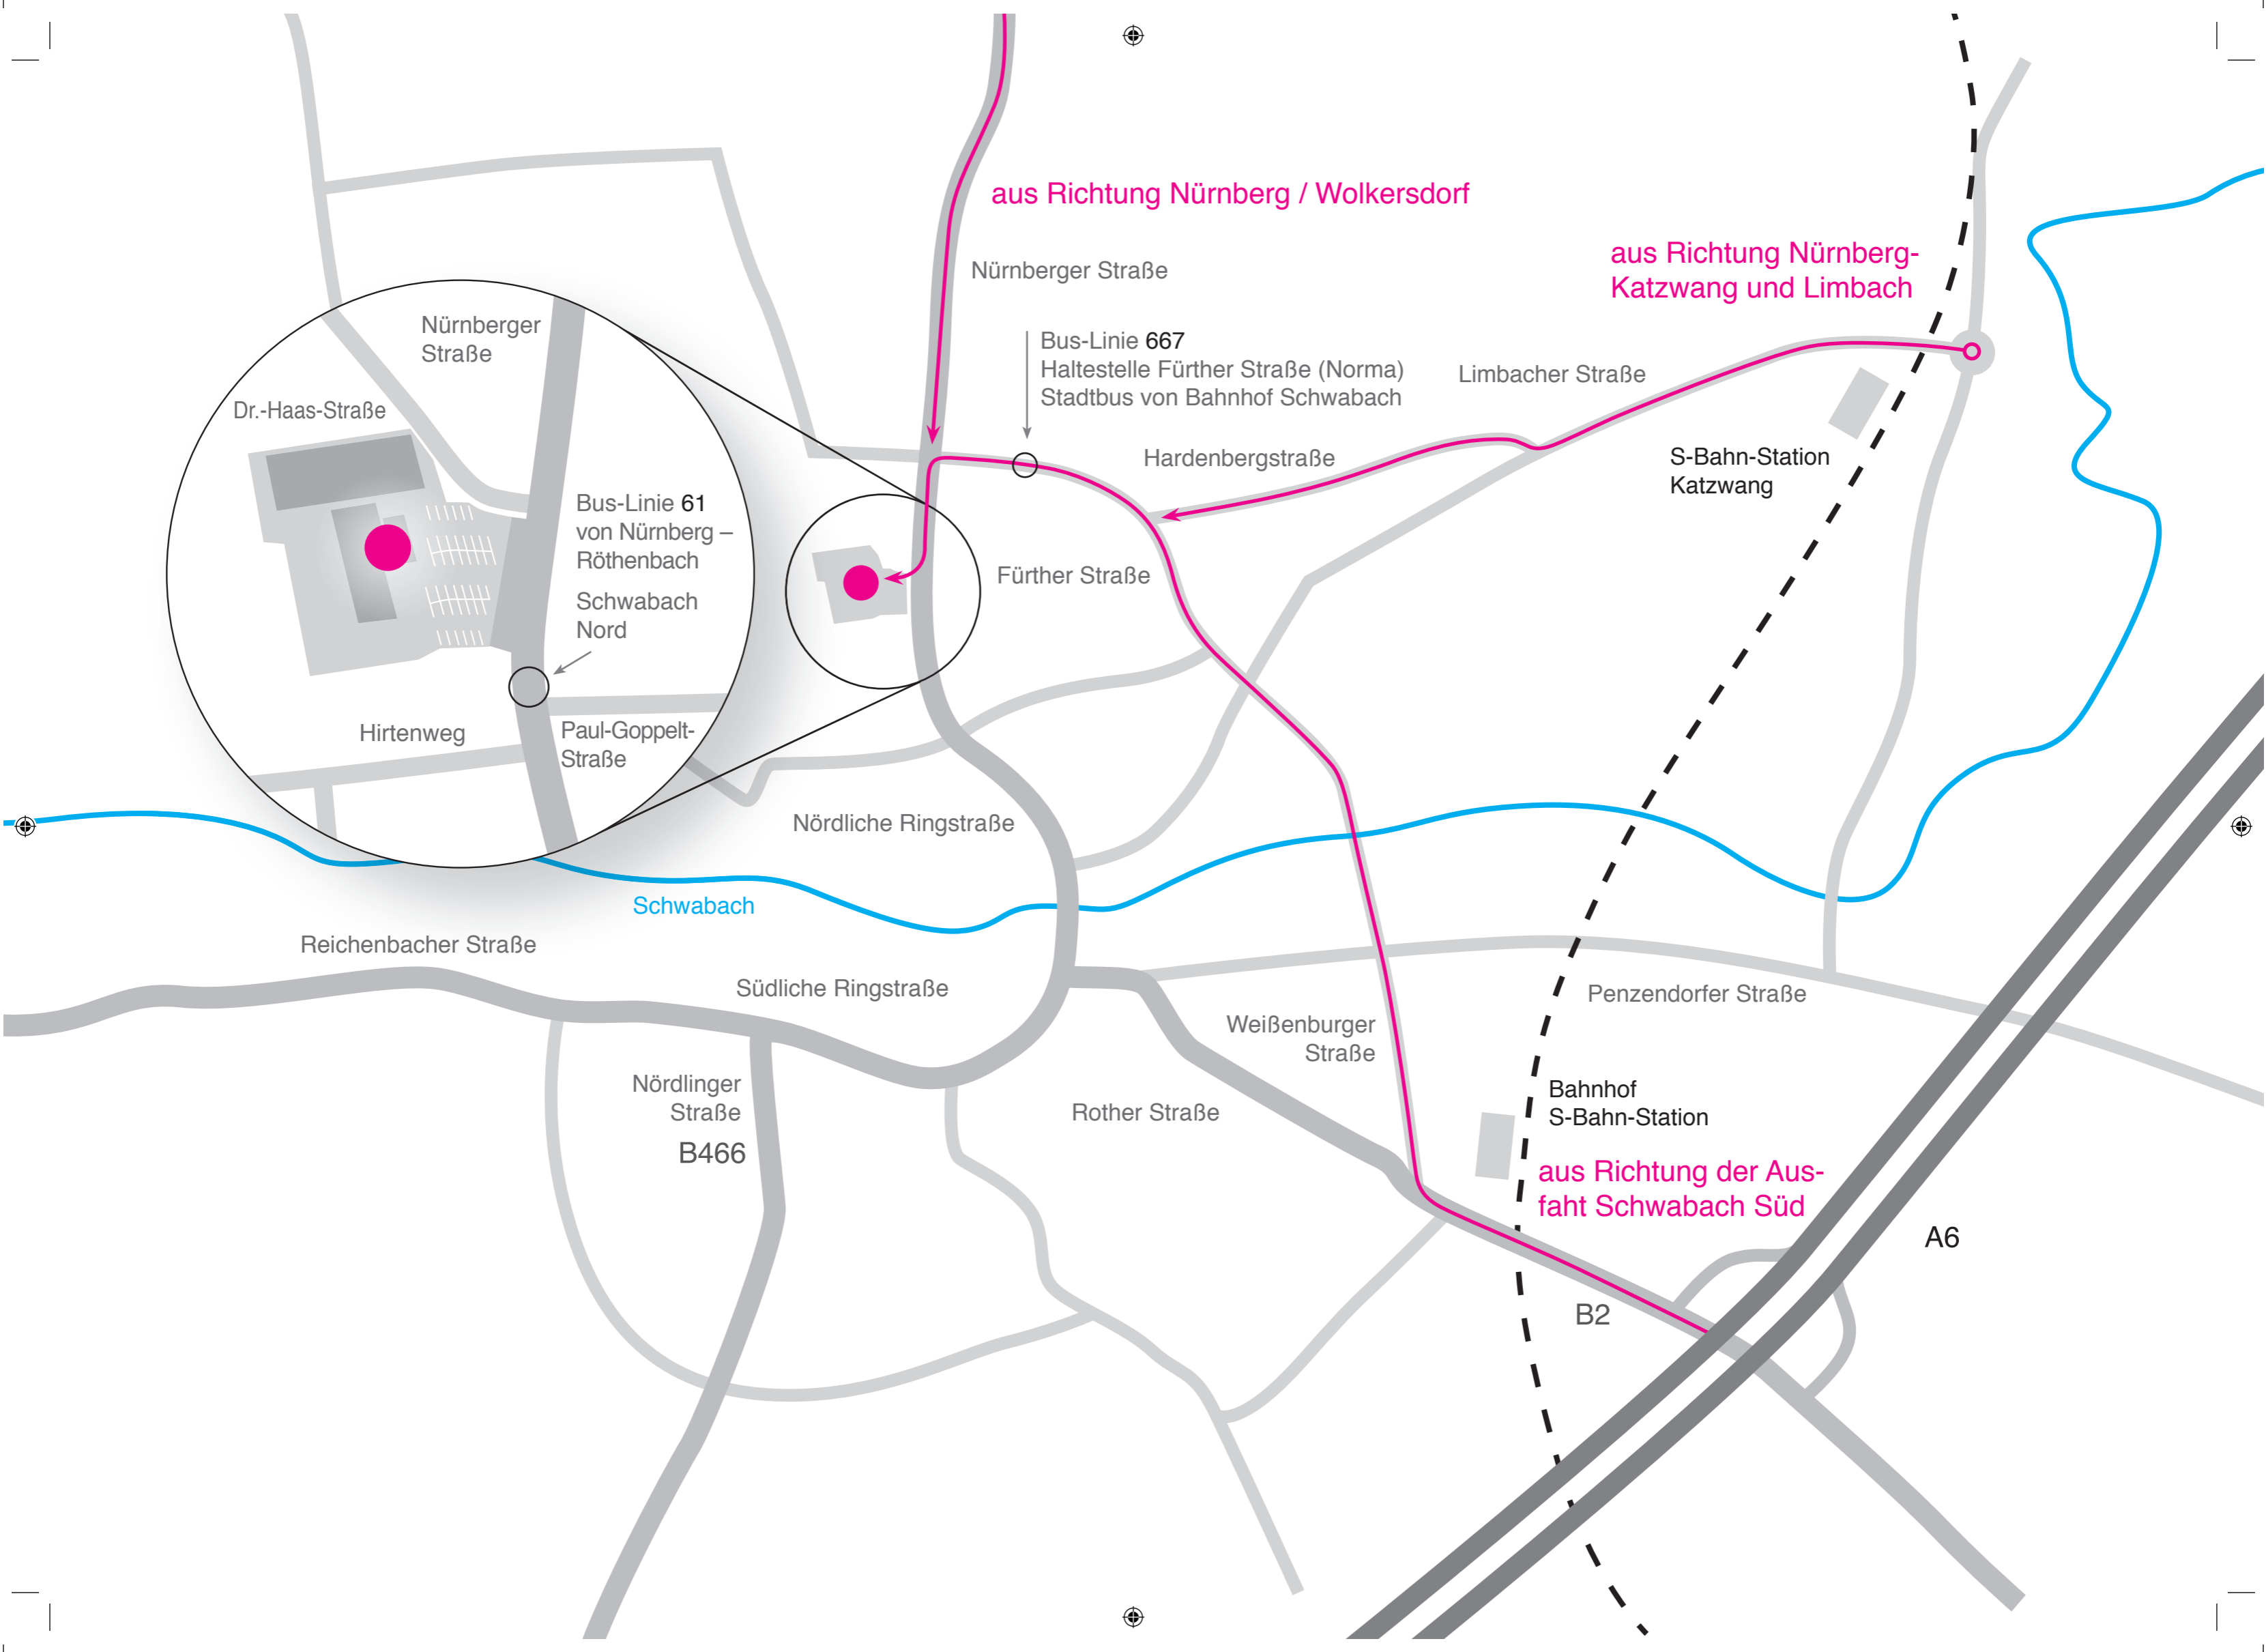 aus Richtung Nürnberg / Wolkersdorf
Nürnberger Straße
aus Richtung Nürnberg-
Katzwang und Limbach
Bus-Linie 667
Haltestelle Fürther Straße (Norma)
Stadtbus von Bahnhof Schwabach
Limbacher Straße
Hardenbergstraße
S-Bahn-Station
Katzwang
Nürnberger
Straße
Dr.-Haas-Straße
Bus-Linie 61
von Nürnberg –
Röthenbach
Schwabach
Nord
Hirtenweg
Paul-Goppelt-
Straße
Fürther Straße
Nördliche Ringstraße
Schwabach
Reichenbacher Straße
Südliche Ringstraße
Penzendorfer Straße
Weißenburger
Straße
Nördlinger
Straße
B466
Rother Straße
Bahnhof
S-Bahn-Station
aus Richtung der Aus-
faht Schwabach Süd
A6
B2